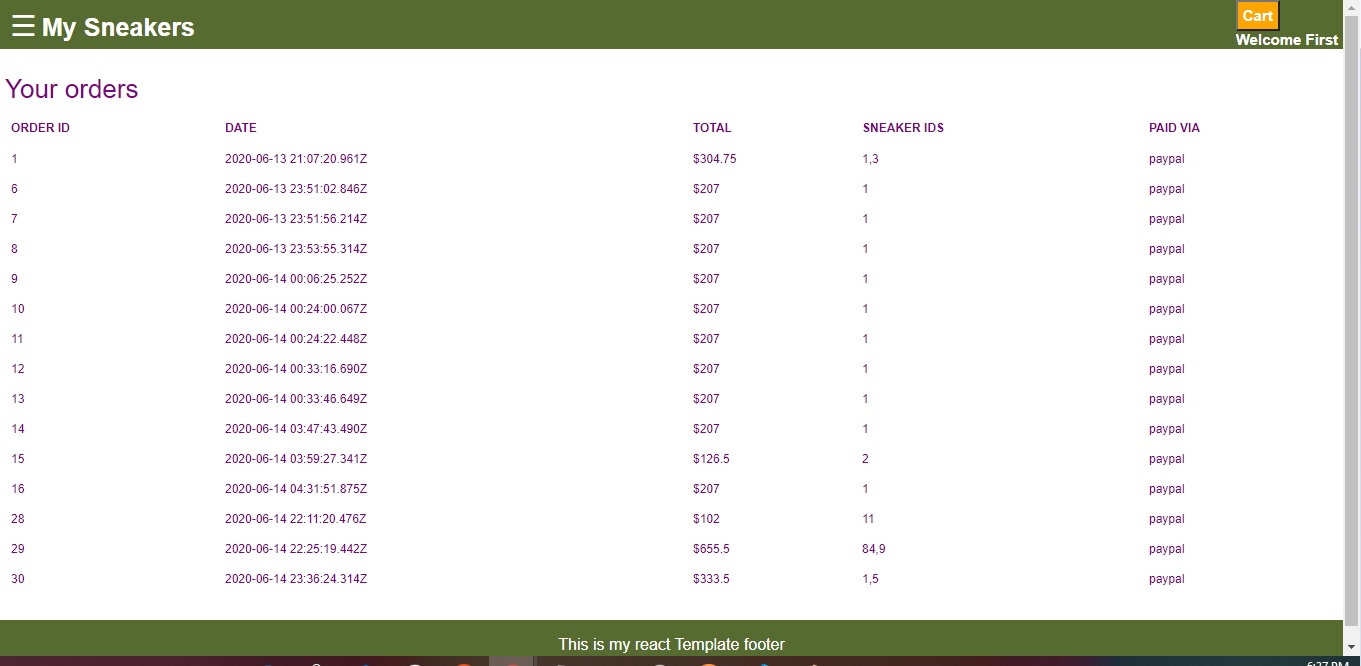 ☰ My Sneakers
Cart
Welcome First
Your orders
ORDER ID DATE TOTAL SNEAKER IDS PAID VIA
1 2020-06-13 21:07:20.961Z $304.75 1,3 paypal
6 2020-06-13 23:51:02.846Z $207 1 paypal
7 2020-06-13 23:51:56.214Z $207 1 paypal
8 2020-06-13 23:53:55.314Z $207 1 paypal
9 2020-06-14 00:06:25.252Z $207 1 paypal
10 2020-06-14 00:24:00.067Z $207 1 paypal
11 2020-06-14 00:24:22.448Z $207 1 paypal
12 2020-06-14 00:33:16.690Z $207 1 paypal
13 2020-06-14 00:33:46.649Z $207 1 paypal
14 2020-06-14 03:47:43.490Z $207 1 paypal
15 2020-06-14 03:59:27.341Z $126.5 2 paypal
16 2020-06-14 04:31:51.875Z $207 1 paypal
28 2020-06-14 22:11:20.476Z $102 11 paypal
29 2020-06-14 22:25:19.442Z $655.5 84,9 paypal
30 2020-06-14 23:36:24.314Z $333.5 1,5 paypal
This is my react Template footer